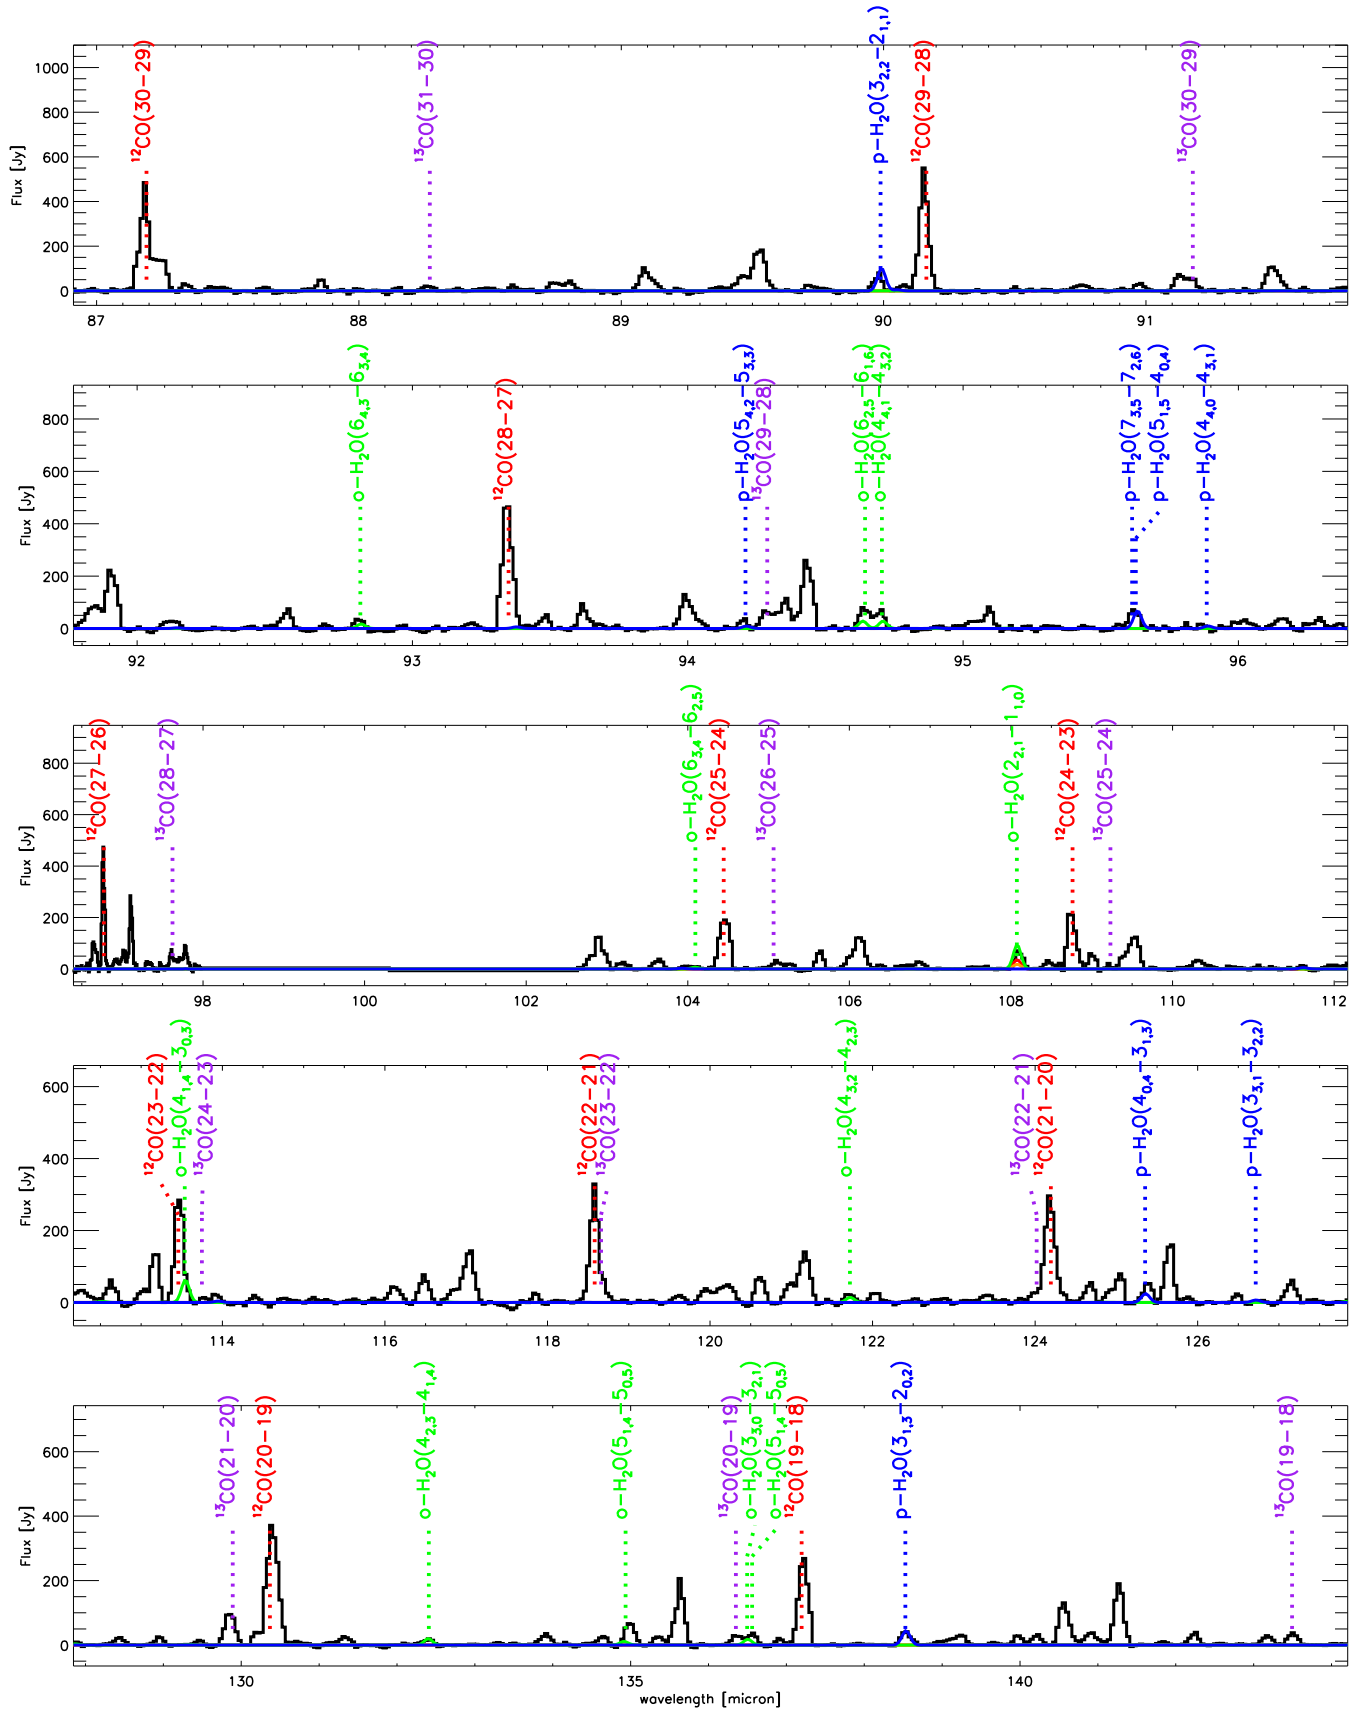 ¹²CO(30−29)
¹³CO(31−30)
p−H₂O(3₂,₂−2₁,₁)
¹²CO(29−28)
¹³CO(30−29)
Flux [Jy]
1000
800
600
400
200
0
87
88
89
90
91
o−H₂O(6₄,₃−6₃,₄)
¹²CO(28−27)
p−H₂O(5₄,₂−5₃,₃)
¹³CO(29−28)
o−H₂O(6₂,₅−6₁,₆)
o−H₂O(4₄,₁−4₃,₂)
p−H₂O(7₃,₅−7₂,₆)
p−H₂O(5₁,₅−4₀,₄)
p−H₂O(4₄,₀−4₃,₁)
Flux [Jy]
800
600
400
200
0
92
93
94
95
96
¹²CO(27−26)
¹³CO(28−27)
o−H₂O(6₃,₄−6₂,₅)
¹²CO(25−24)
¹³CO(26−25)
o−H₂O(2₂,₁−1₁,₀)
¹²CO(24−23)
¹³CO(25−24)
Flux [Jy]
800
600
400
200
0
98
100
102
104
106
108
110
112
¹²CO(23−22)
o−H₂O(4₁,₄−3₀,₃)
¹³CO(24−23)
¹²CO(22−21)
¹³CO(23−22)
o−H₂O(4₃,₂−4₂,₃)
¹³CO(22−21)
¹²CO(21−20)
p−H₂O(4₀,₄−3₁,₃)
p−H₂O(3₃,₁−3₂,₂)
Flux [Jy]
600
400
200
0
114
116
118
120
122
124
126
¹³CO(21−20)
¹²CO(20−19)
o−H₂O(4₂,₃−4₁,₄)
o−H₂O(5₁,₄−5₀,₅)
¹³CO(20−19)
o−H₂O(3₃,₀−3₂,₁)
o−H₂O(5₁,₄−5₀,₅)
¹²CO(19−18)
p−H₂O(3₁,₃−2₀,₂)
¹³CO(19−18)
Flux [Jy]
600
400
200
0
130
135
140
wavelength [micron]